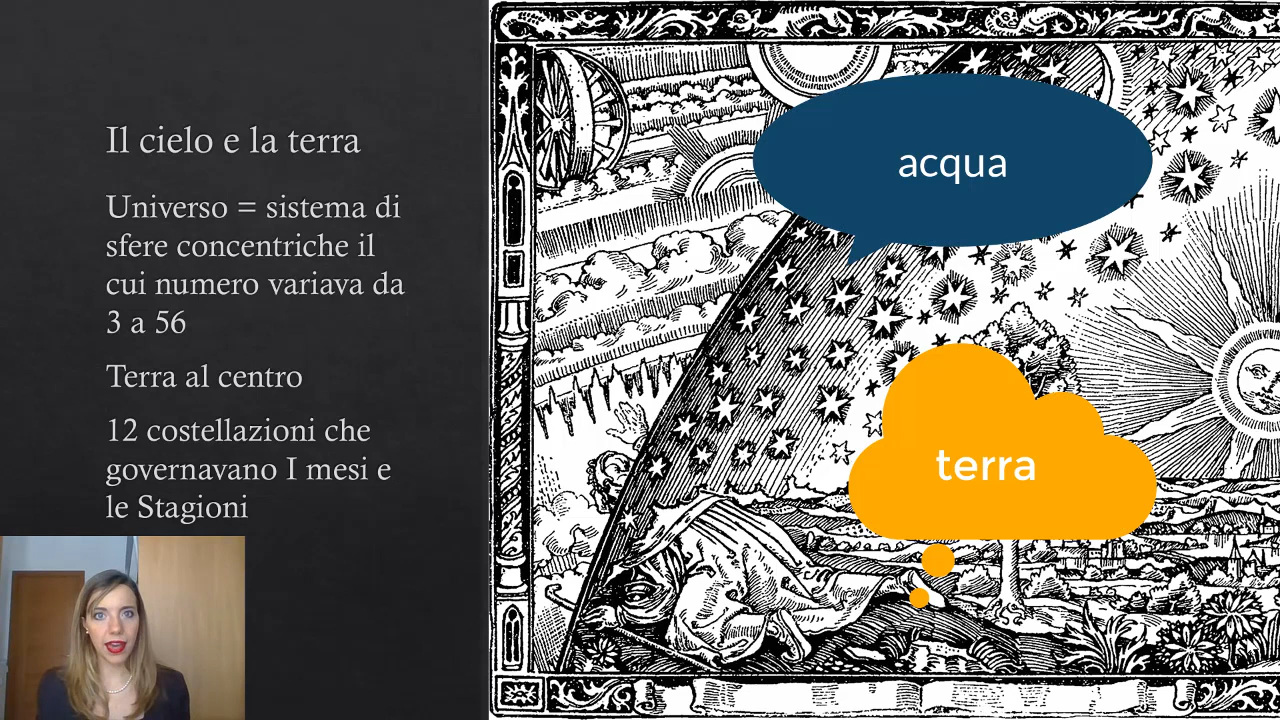 Il cielo e la terra
Universo = sistema di
sfere concentriche il
cui numero variava da
3 a 56
Terra al centro
12 costellazioni che
governavano I mesi e
le Stagioni
acqua
terra